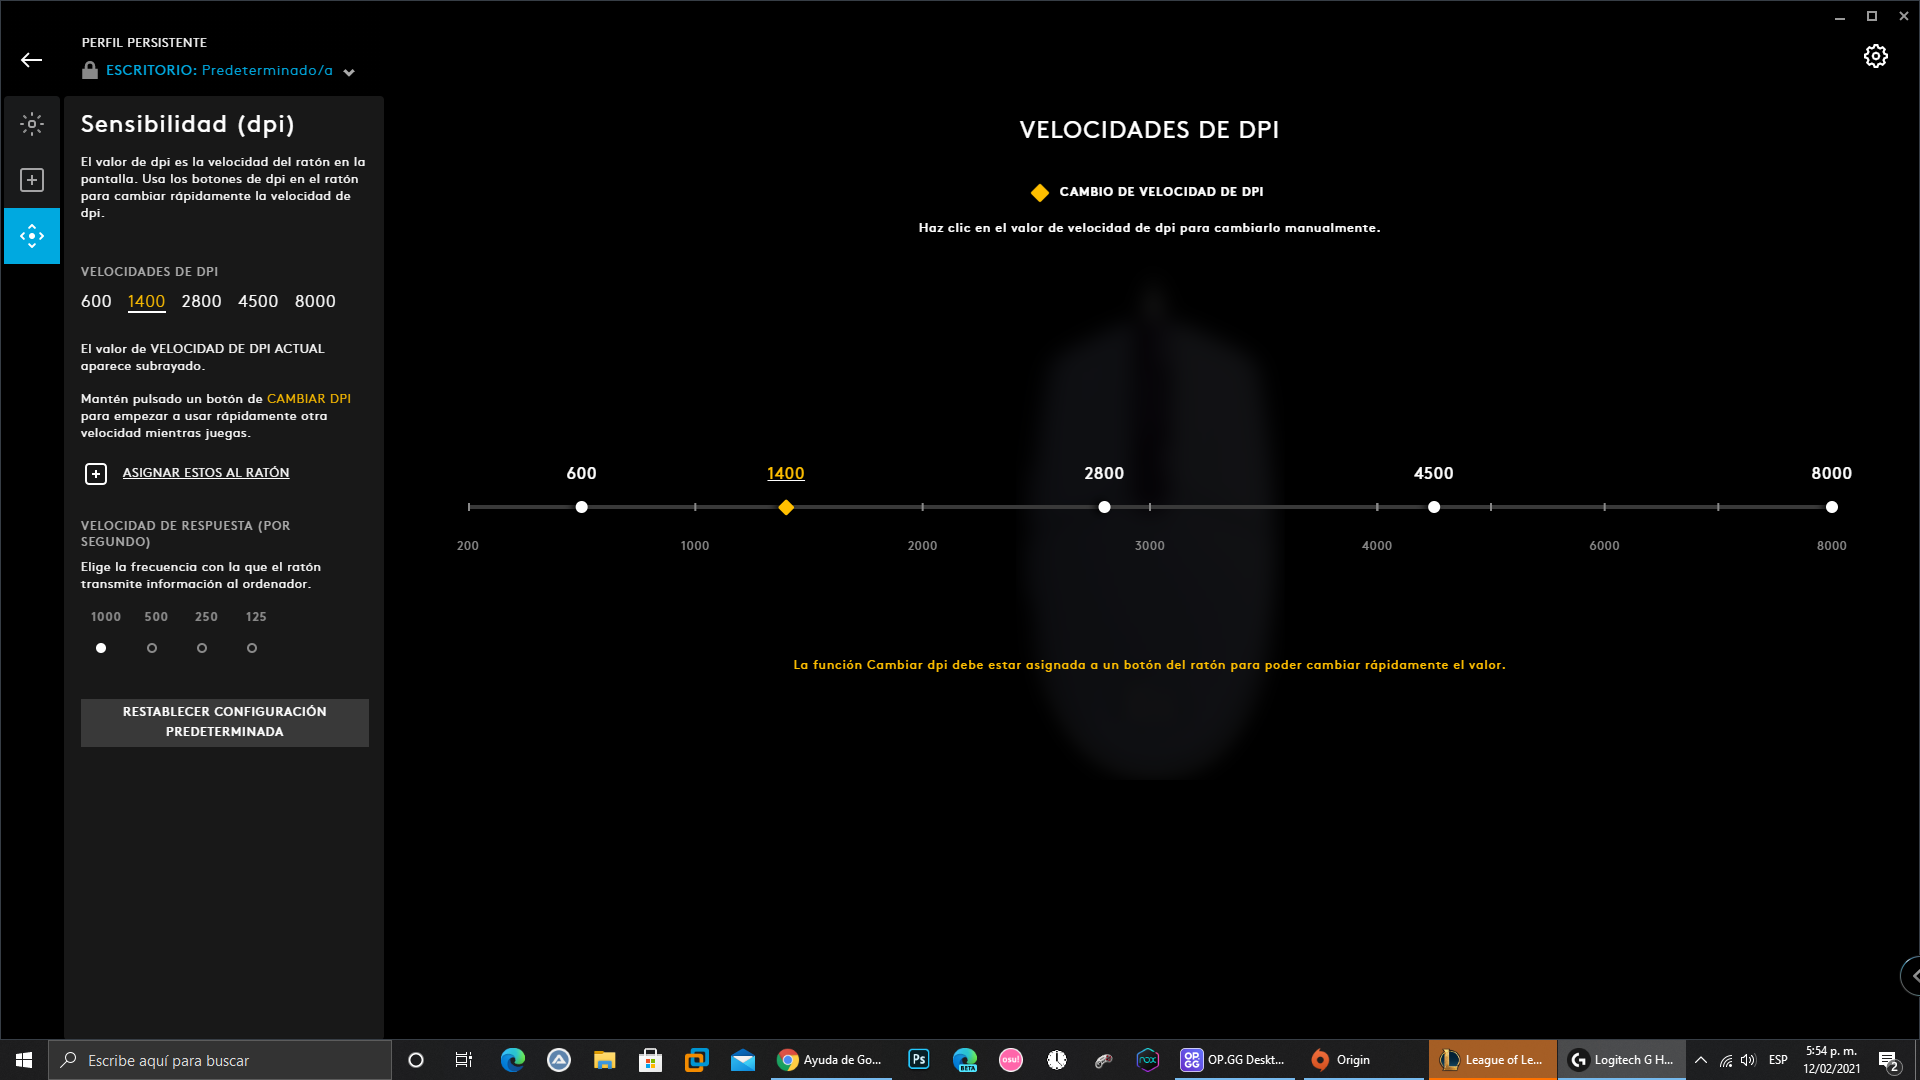 PERFIL PERSISTENTE
ESCRITORIO: Predeterminado/a
Sensibilidad (dpi)
El valor de dpi es la velocidad del ratón en la
pantalla. Usa los botones de dpi en el ratón
para cambiar rápidamente la velocidad de
dpi.
VELOCIDADES DE DPI
600 1400 2800 4500 8000
El valor de VELOCIDAD DE DPI ACTUAL
aparece subrayado.
Mantén pulsado un botón de CAMBIAR DPI
para empezar a usar rápidamente otra
velocidad mientras juegas.
ASIGNAR ESTOS AL RATÓN
VELOCIDAD DE RESPUESTA (POR
SEGUNDO)
Elige la frecuencia con la que el ratón
transmite información al ordenador.
1000 500 250 125
RESTABLECER CONFIGURACIÓN
PREDETERMINADA
VELOCIDADES DE DPI
CAMBIO DE VELOCIDAD DE DPI
Haz clic en el valor de velocidad de dpi para cambiarlo manualmente.
600 1400 2800 4500 8000
200 1000 2000 3000 4000 6000 8000
La función Cambiar dpi debe estar asignada a un botón del ratón para poder cambiar rápidamente el valor.
Escribe aquí para buscar
Ayuda de Go...
Ps
BETA
osu!
nox
OP.GG
OP.GG Deskt...
Origin
League of Le...
Logitech G H...
ESP
5:54 p. m.
12/02/2021
2